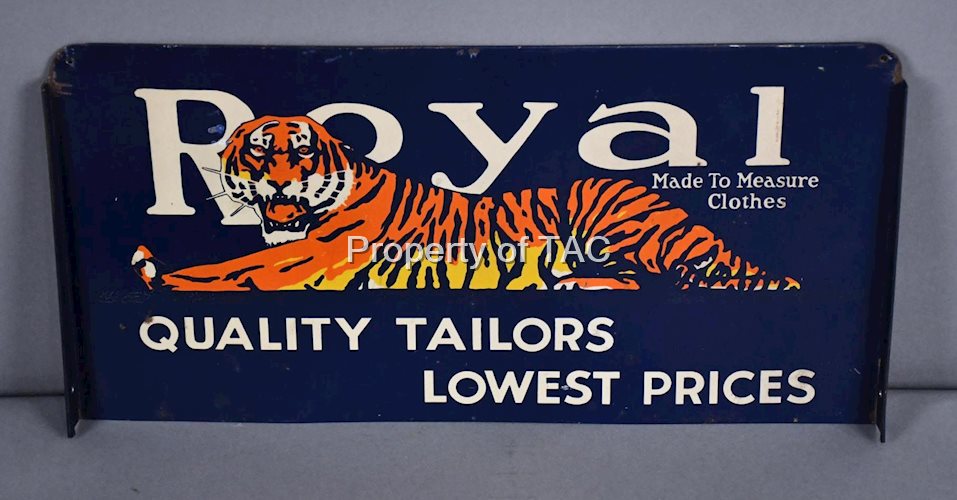 Royal
Made To Measure
Clothes
Property of TAC
QUALITY TAILORS
LOWEST PRICES